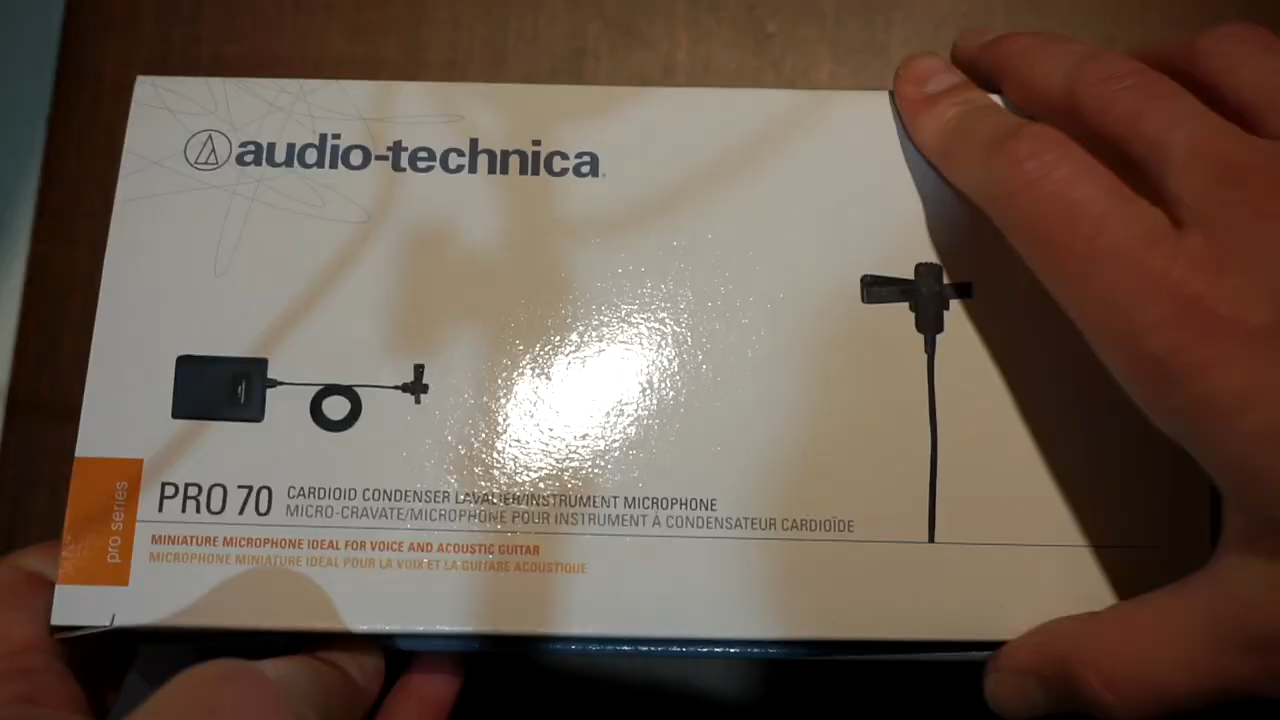 audio-technica
pro series
PRO 70
CARDIOID CONDENSER LAVALIER/INSTRUMENT MICROPHONE
MICRO-CRAVATE/MICROPHONE POUR INSTRUMENT À CONDENSATEUR CARDIOÏDE
MINIATURE MICROPHONE IDEAL FOR VOICE AND ACOUSTIC GUITAR
MICROPHONE MINIATURE IDÉAL POUR LA VOIX ET LA GUITARE ACOUSTIQUE